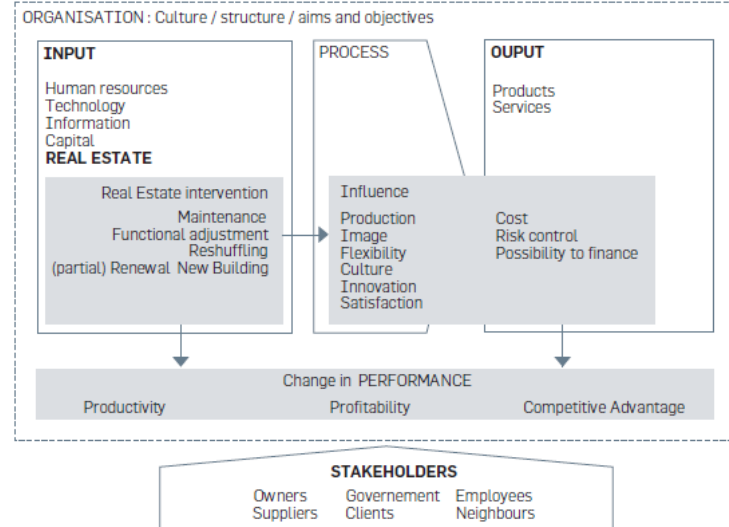 ORGANISATION : Culture / structure / aims and objectives
INPUT
Human resources
Technology
Information
Capital
REAL ESTATE
Real Estate intervention
Maintenance
Functional adjustment
Reshuffling
(partial) Renewal New Building
PROCESS
OUPUT
Products
Services
Influence
Production
Image
Flexibility
Culture
Innovation
Satisfaction
Cost
Risk control
Possibility to finance
Change in PERFORMANCE
Productivity Profitability Competitive Advantage
STAKEHOLDERS
Owners Governement Employees
Suppliers Clients Neighbours